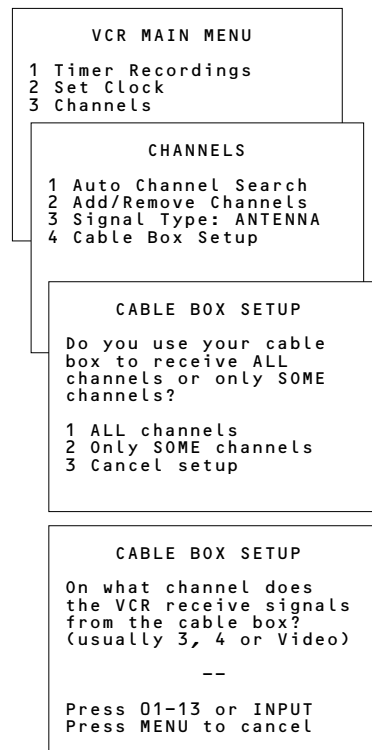 VCR MAIN MENU
1 Timer Recordings
2 Set Clock
3 Channels
CHANNELS
1 Auto Channel Search
2 Add/Remove Channels
3 Signal Type: ANTENNA
4 Cable Box Setup
CABLE BOX SETUP
Do you use your cable
box to receive ALL
channels or only SOME
channels?
1 ALL channels
2 Only SOME channels
3 Cancel setup
CABLE BOX SETUP
On what channel does
the VCR receive signals
from the cable box?
(usually 3, 4 or Video)
--
Press 01-13 or INPUT
Press MENU to cancel